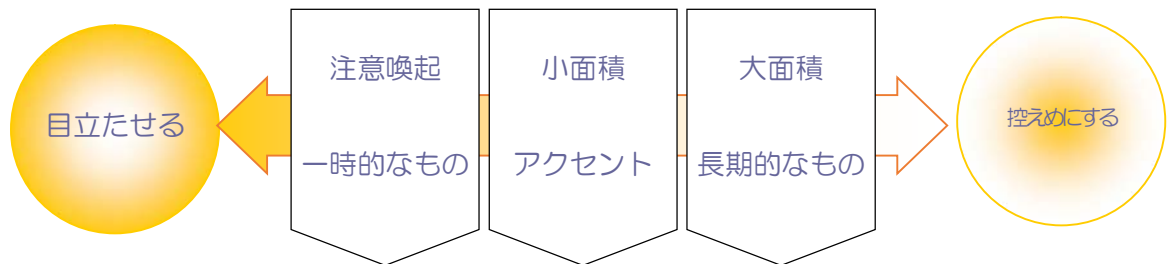 目立たせる
注意喚起
一時的なもの
小面積
アクセント
大面積
長期的なもの
控えめにする